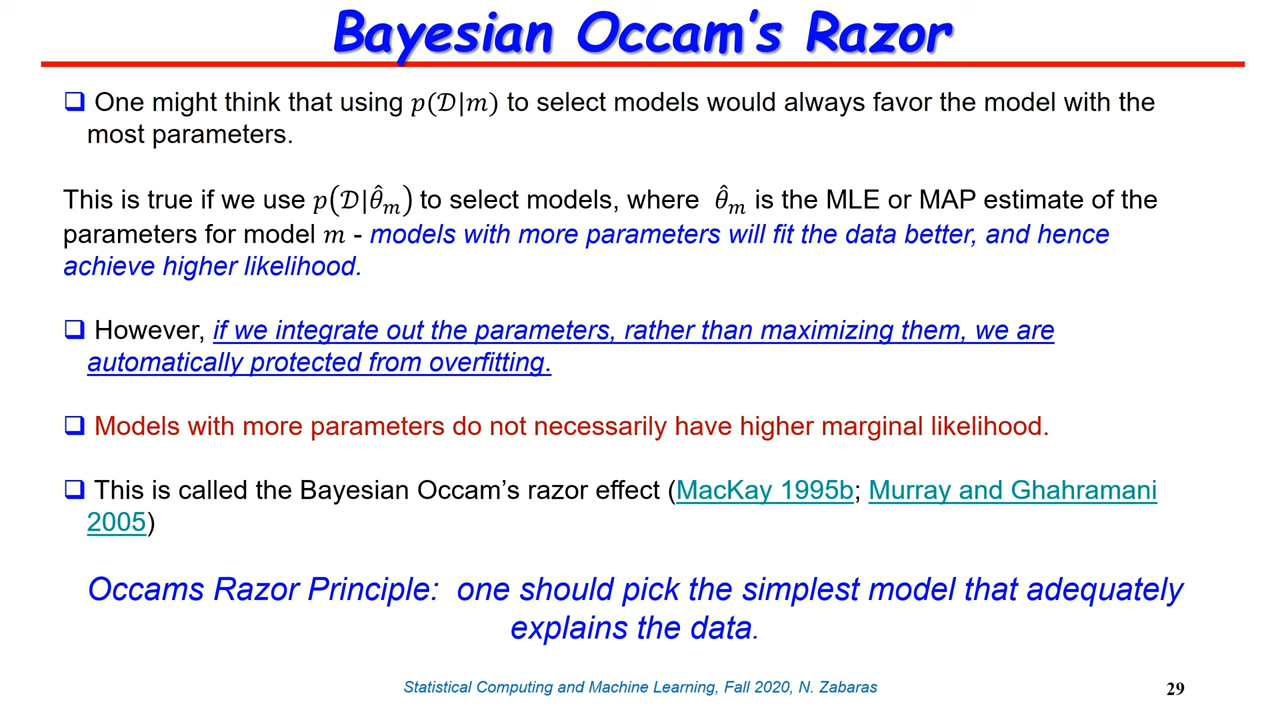 Bayesian Occam's Razor
❑ One might think that using 𝑝(𝒟|𝑚) to select models would always favor the model with the
most parameters.
This is true if we use 𝑝(𝒟|𝜃̂𝑚) to select models, where 𝜃̂𝑚 is the MLE or MAP estimate of the
parameters for model 𝑚 - models with more parameters will fit the data better, and hence
achieve higher likelihood.
❑ However, if we integrate out the parameters, rather than maximizing them, we are
automatically protected from overfitting.
❑ Models with more parameters do not necessarily have higher marginal likelihood.
❑ This is called the Bayesian Occam's razor effect (MacKay 1995b; Murray and Ghahramani
2005)
Occams Razor Principle: one should pick the simplest model that adequately
explains the data.
Statistical Computing and Machine Learning, Fall 2020, N. Zabaras
29